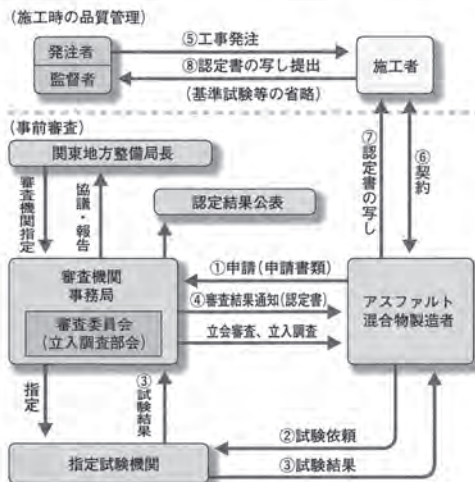 (施工時の品質管理)
発注者
監督者
⑤工事発注
⑧認定書の写し提出
(基準試験等の省略)
施工者
(事前審査)
関東地方整備局長
審査機関指定
協議・報告
認定結果公表
⑦認定書の写し
⑥契約
審査機関
事務局
審査委員会
(立入調査部会)
①申請(申請書類)
④審査結果通知(認定書)
立会審査、立入調査
アスファルト
混合物製造者
指定
③試験結果
②試験依頼
③試験結果
指定試験機関